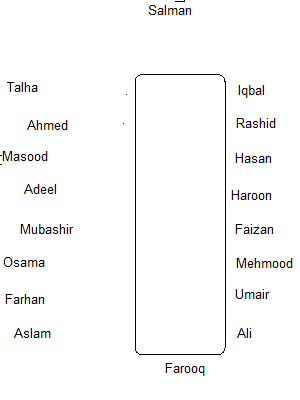 Salman
Talha
Iqbal
Ahmed
Rashid
Masood
Hasan
Adeel
Haroon
Mubashir
Faizan
Osama
Mehmood
Farhan
Umair
Aslam
Ali
Farooq